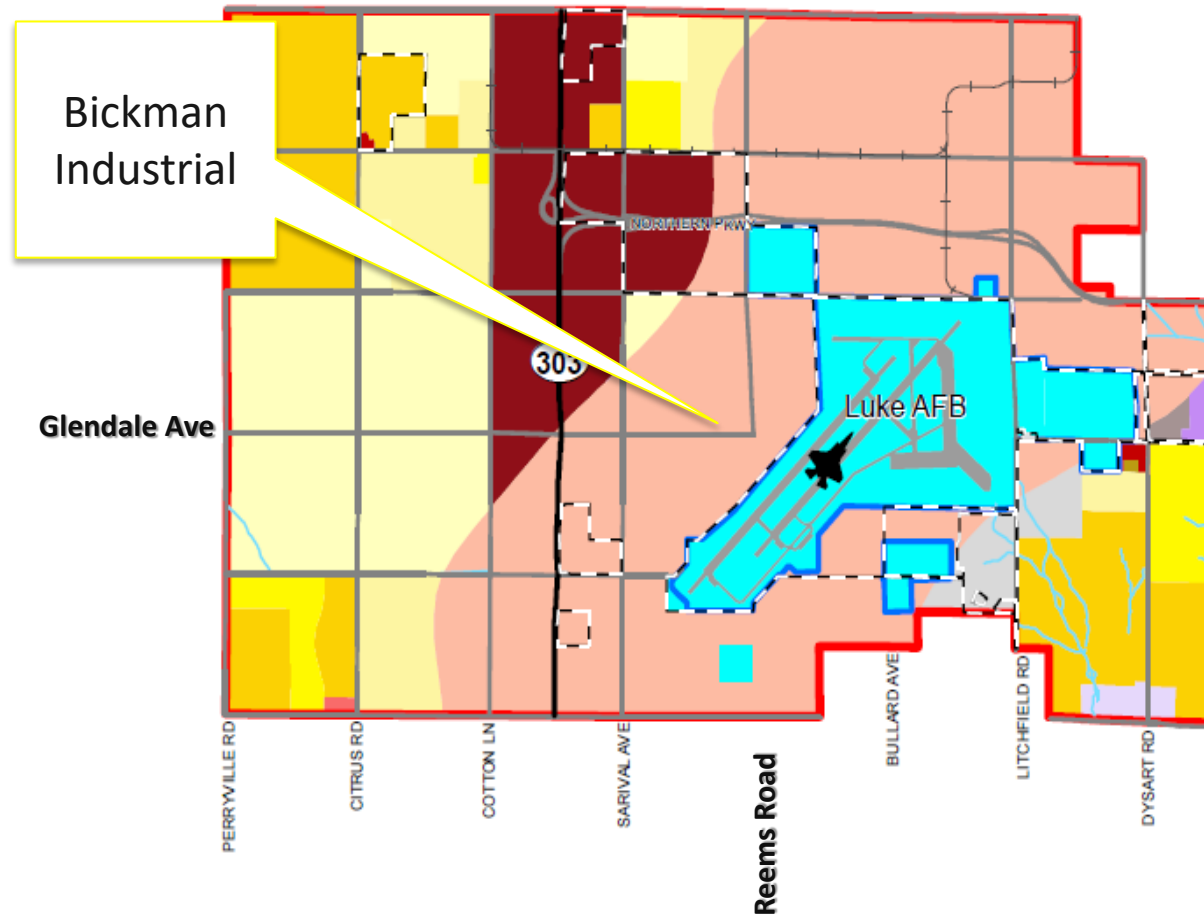 Bickman
Industrial
NORTHERN PKWY
303
Luke AFB
Glendale Ave
PERRYVILLE RD
CITRUS RD
COTTON LN
SARIVAL AVE
Reems Road
BULLARD AVE
LITCHFIELD RD
DYSART RD